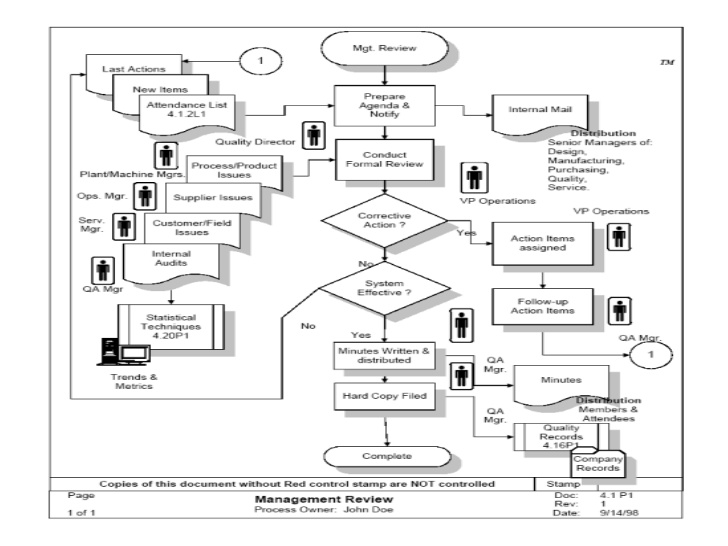 Mgt. Review
TM
1
Last Actions
New Items
Attendance List
4.1.2L1
Prepare
Agenda &
Notify
Internal Mail
Distribution
Senior Managers of:
Design,
Manufacturing,
Purchasing,
Quality,
Service.
Quality Director
Conduct
Formal Review
Process/Product
Issues
Plant/Machine Mgrs.
Ops. Mgr.
Supplier Issues
VP Operations
VP Operations
Serv.
Mgr.
Customer/Field
Issues
Corrective
Action ?
Yes
Action Items
assigned
Internal
Audits
No
QA Mgr
System
Effective ?
Follow-up
Action Items
Statistical
Techniques
4.20P1
No
Yes
QA Mgr.
1
Minutes Written &
distributed
QA
Mgr.
Trends &
Metrics
Minutes
Hard Copy Filed
Distribution
Members &
Attendees
QA
Mgr.
Quality
Records
4.16P1
Complete
Company
Records
Copies of this document without Red control stamp are NOT controlled
Stamp
Page
1 of 1
Management Review
Process Owner: John Doe
Doc: 4.1 P1
Rev: 1
Date: 9/14/98